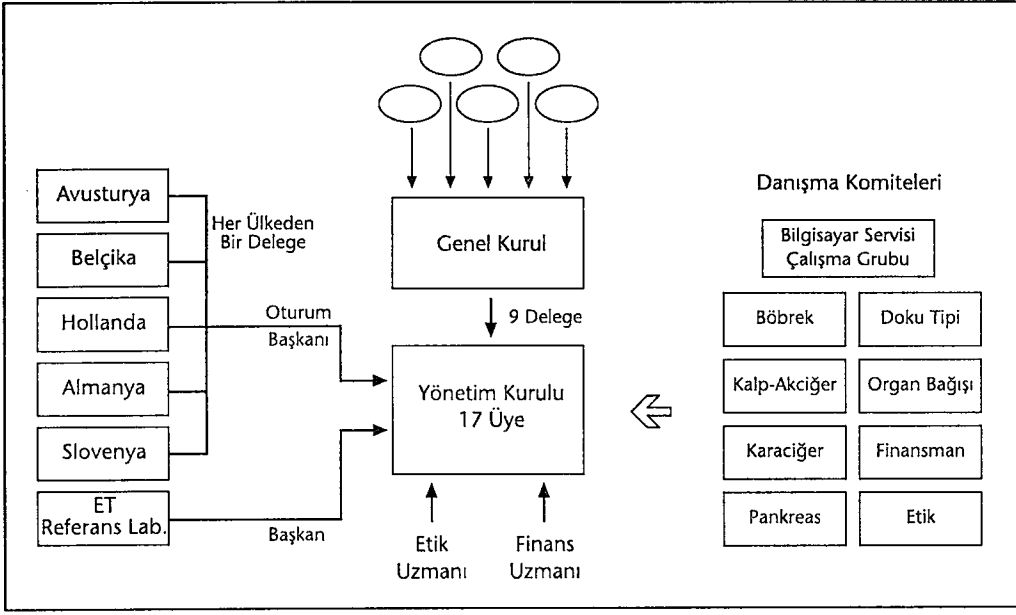 Avusturya
Belçika
Hollanda
Almanya
Slovenya
ET
Referans Lab.
Her Ülkeden
Bir Delege
Oturum
Başkanı
Başkan
Genel Kurul
9 Delege
Yönetim Kurulu
17 Üye
Etik
Uzmanı
Finans
Uzmanı
Danışma Komiteleri
Bilgisayar Servisi
Çalışma Grubu
Böbrek
Doku Tipi
Kalp-Akciğer
Organ Bağışı
Karaciğer
Finansman
Pankreas
Etik